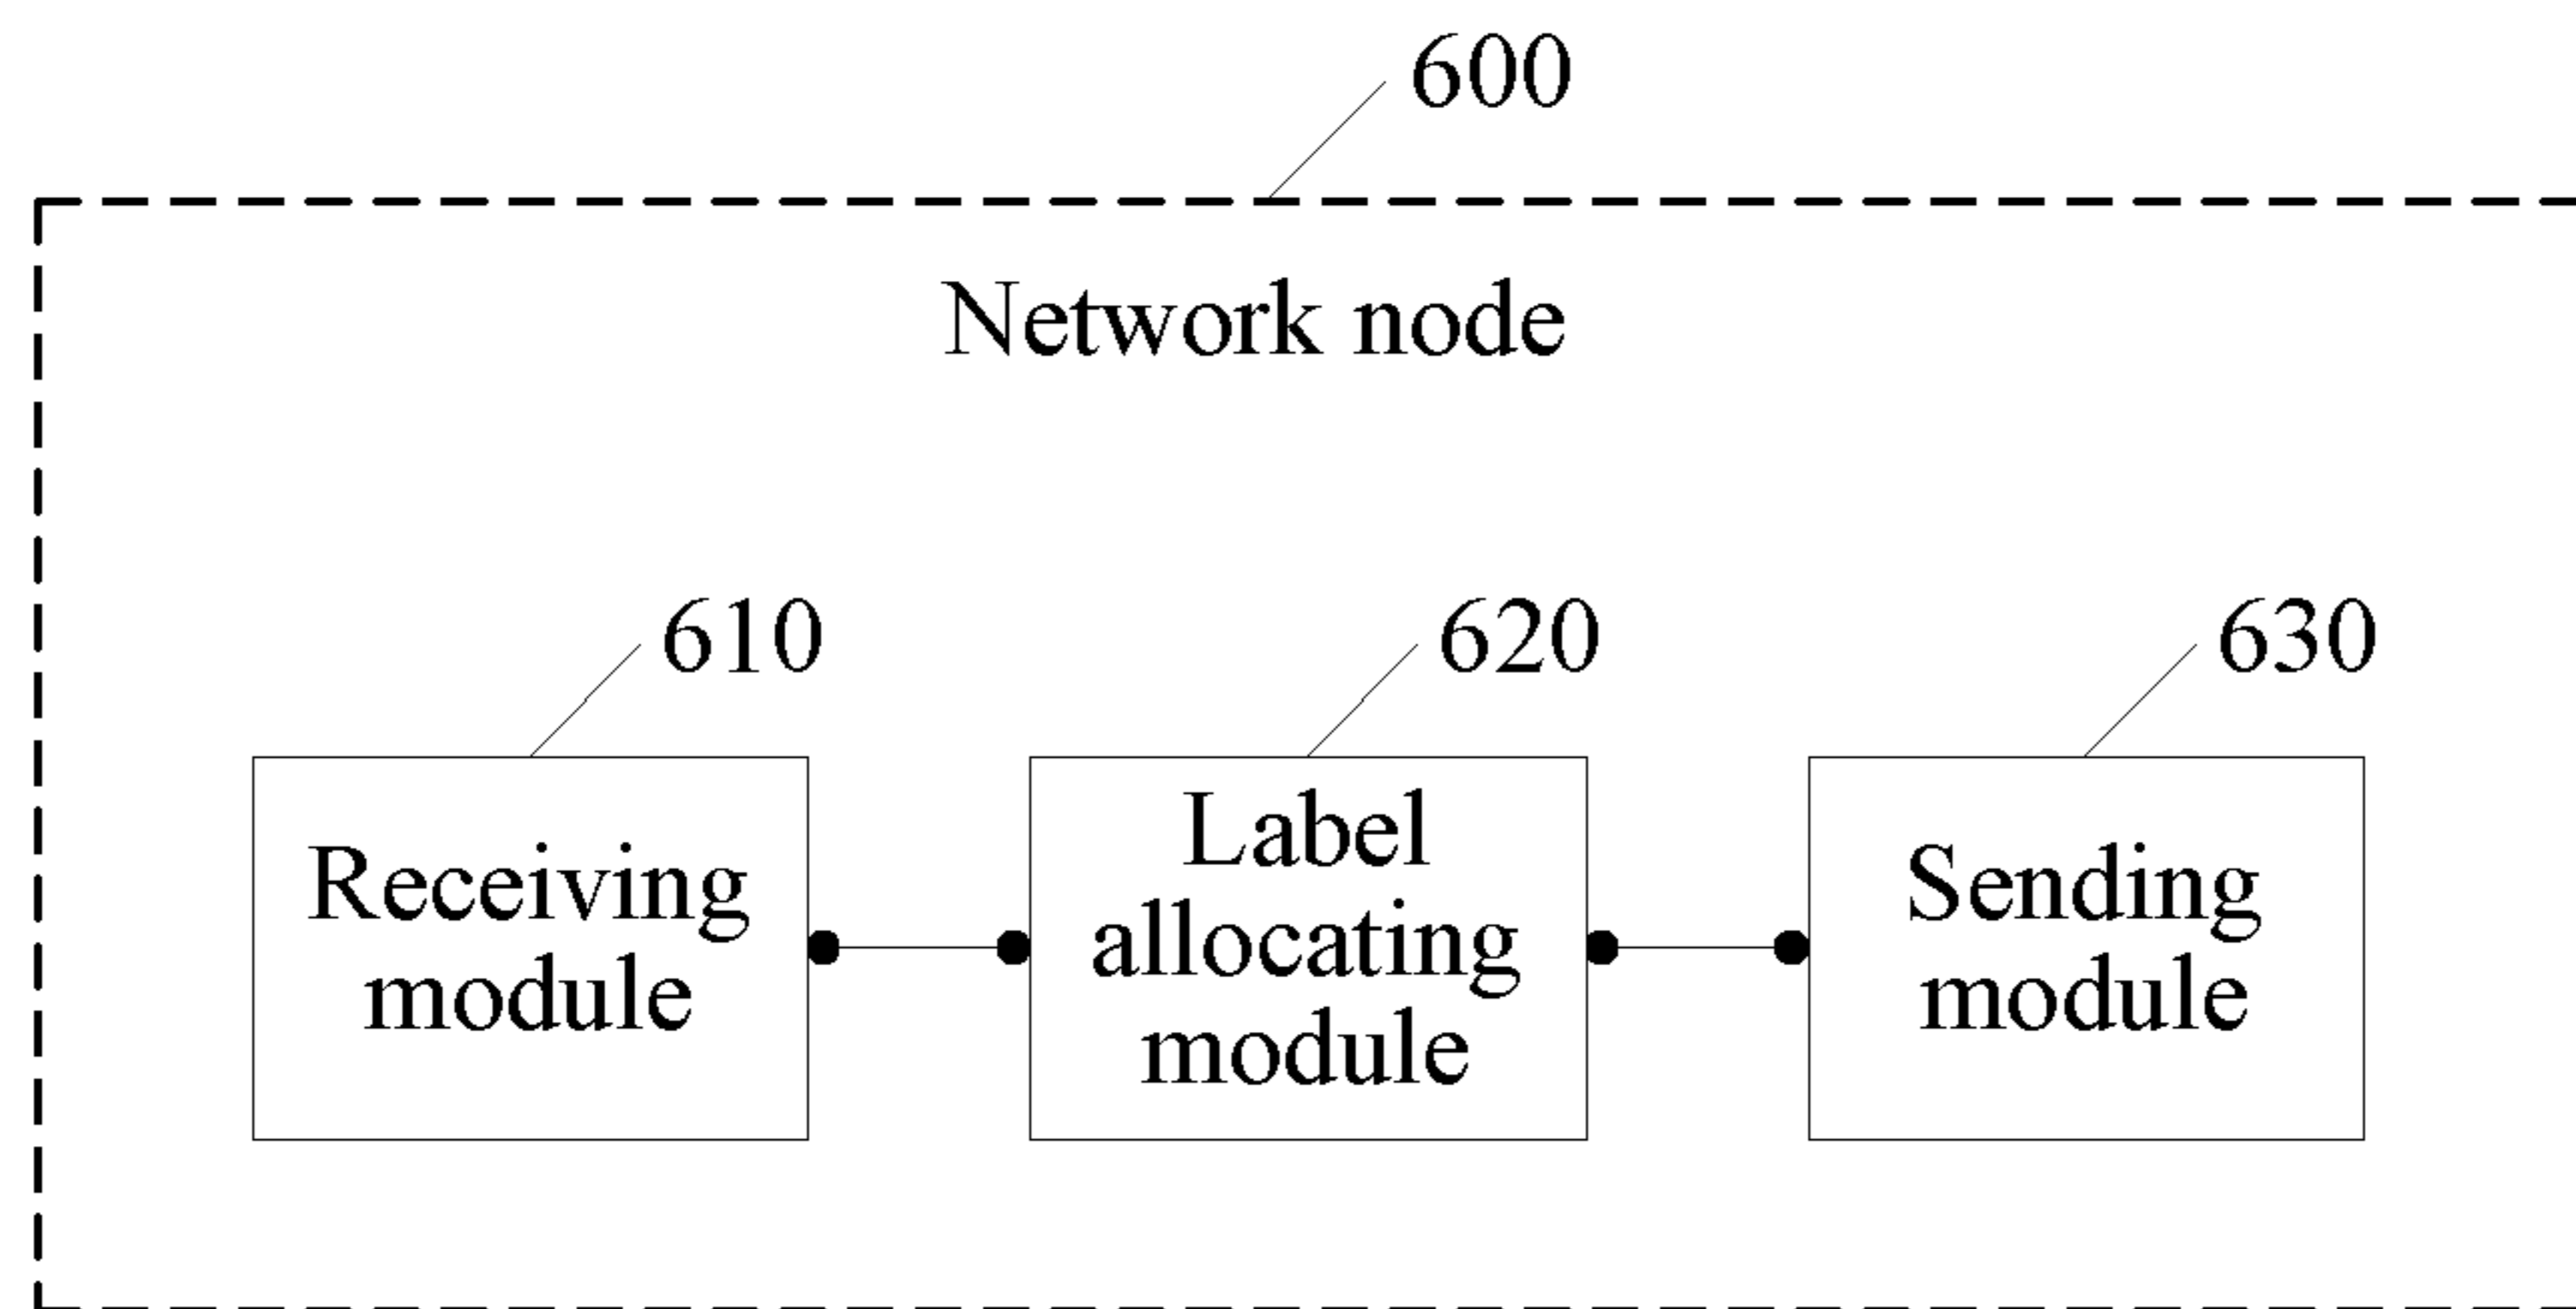 600
Network node
610
620
630
Receiving
module
Label
allocating
module
Sending
module